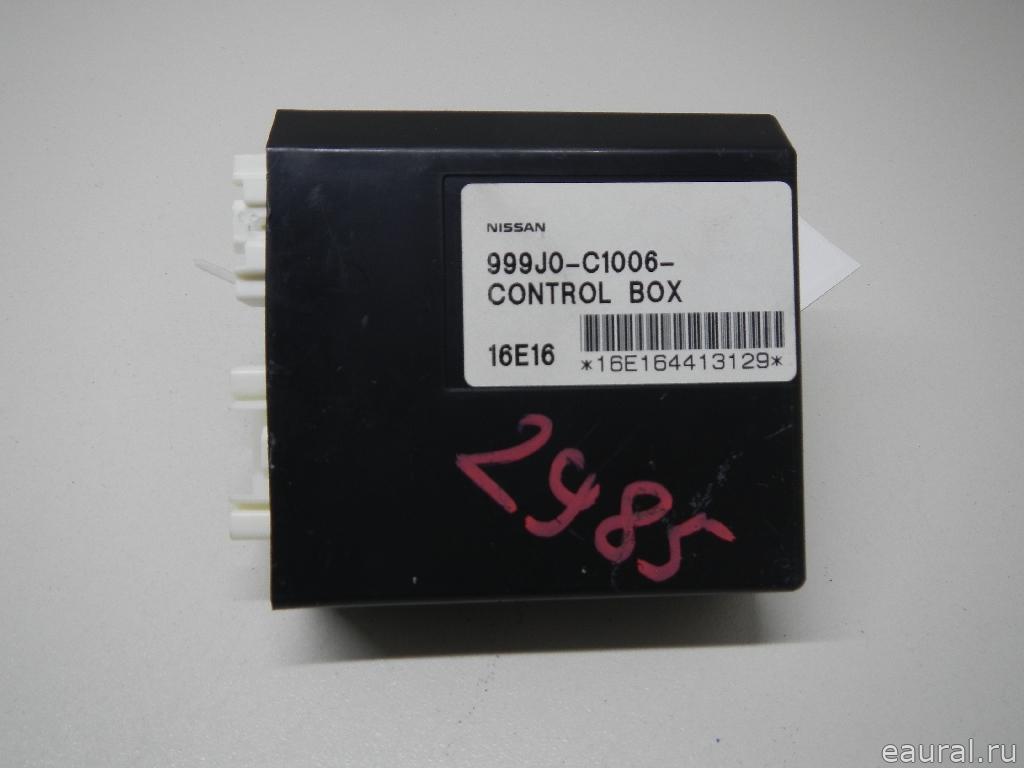 NISSAN
999J0-C1006-
CONTROL BOX
16E16
*16E164413129*
2985
eaural.ru